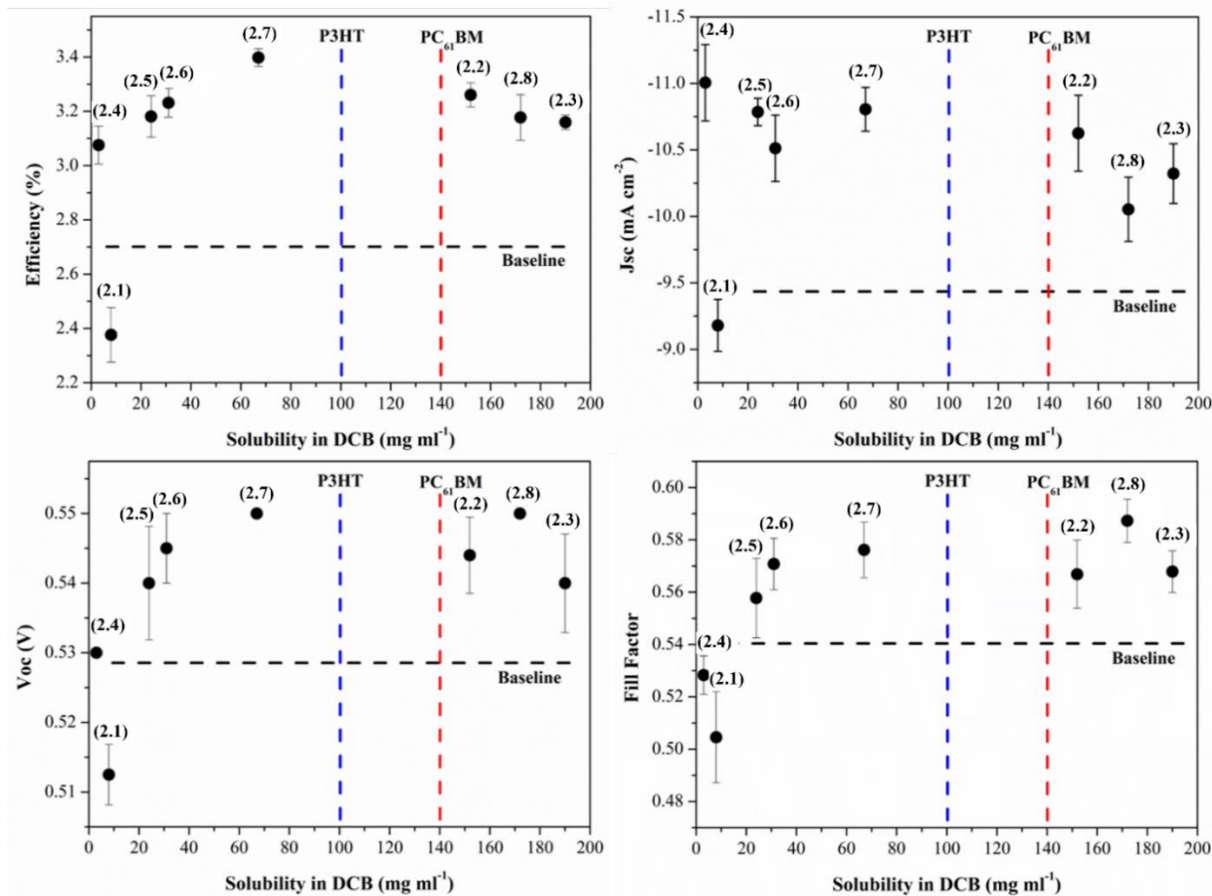 P3HT
PC₆₁BM
(2.7)
(2.6)
(2.5)
(2.4)
(2.2)
(2.8)
(2.3)
(2.1)
Baseline
3.4
3.2
3.0
2.8
2.6
2.4
2.2
Efficiency (%)
0 20 40 60 80 100 120 140 160 180 200
Solubility in DCB (mg ml⁻¹)
P3HT
PC₆₁BM
(2.4)
(2.5)
(2.6)
(2.7)
(2.2)
(2.8)
(2.3)
(2.1)
Baseline
-11.5
-11.0
-10.5
-10.0
-9.5
-9.0
Jsc (mA cm⁻²)
0 20 40 60 80 100 120 140 160 180 200
Solubility in DCB (mg ml⁻¹)
P3HT
PC₆₁BM
(2.5)
(2.6)
(2.7)
(2.2)
(2.8)
(2.3)
(2.4)
(2.1)
Baseline
0.55
0.54
0.53
0.52
0.51
Voc (V)
0 20 40 60 80 100 120 140 160 180 200
Solubility in DCB (mg ml⁻¹)
P3HT
PC₆₁BM
(2.5)
(2.6)
(2.7)
(2.2)
(2.8)
(2.3)
(2.4)
(2.1)
Baseline
0.60
0.58
0.56
0.54
0.52
0.50
0.48
Fill Factor
0 20 40 60 80 100 120 140 160 180 200
Solubility in DCB (mg ml⁻¹)